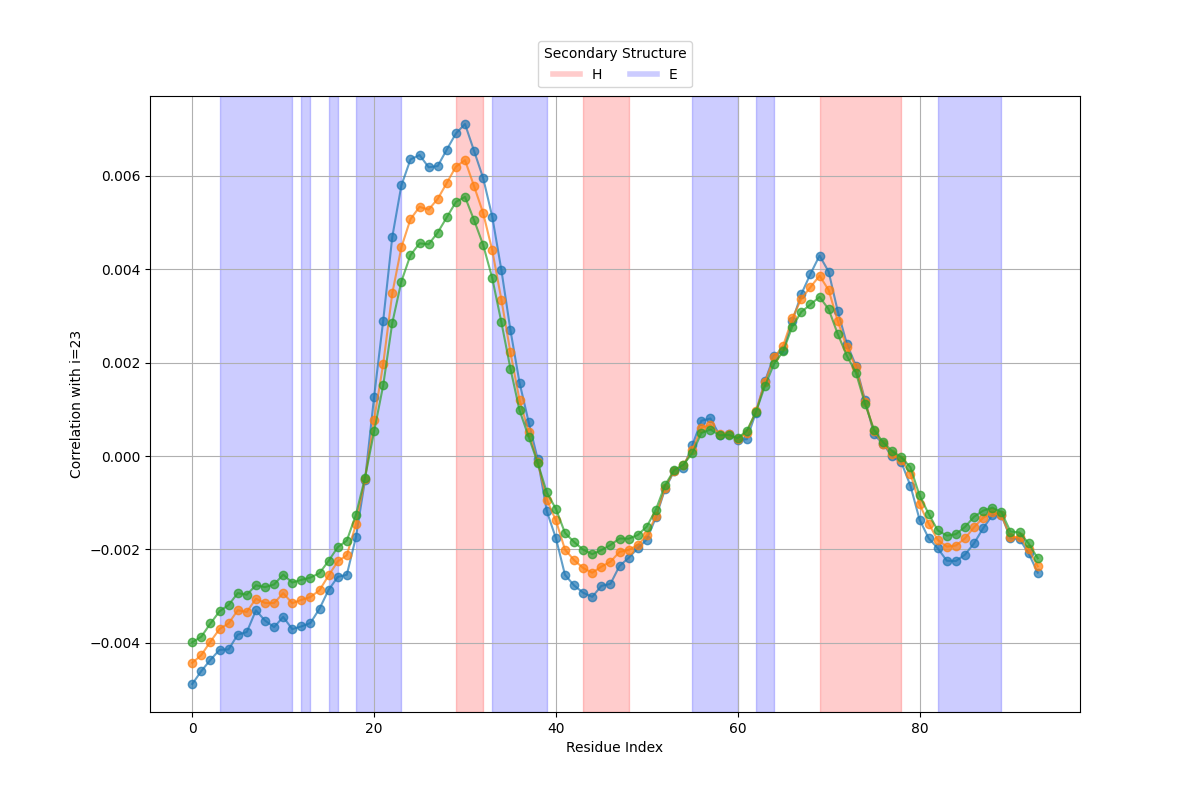 Secondary Structure
H E
0.006
0.004
0.002
0.000
−0.002
−0.004
Correlation with i=23
0 20 40 60 80
Residue Index